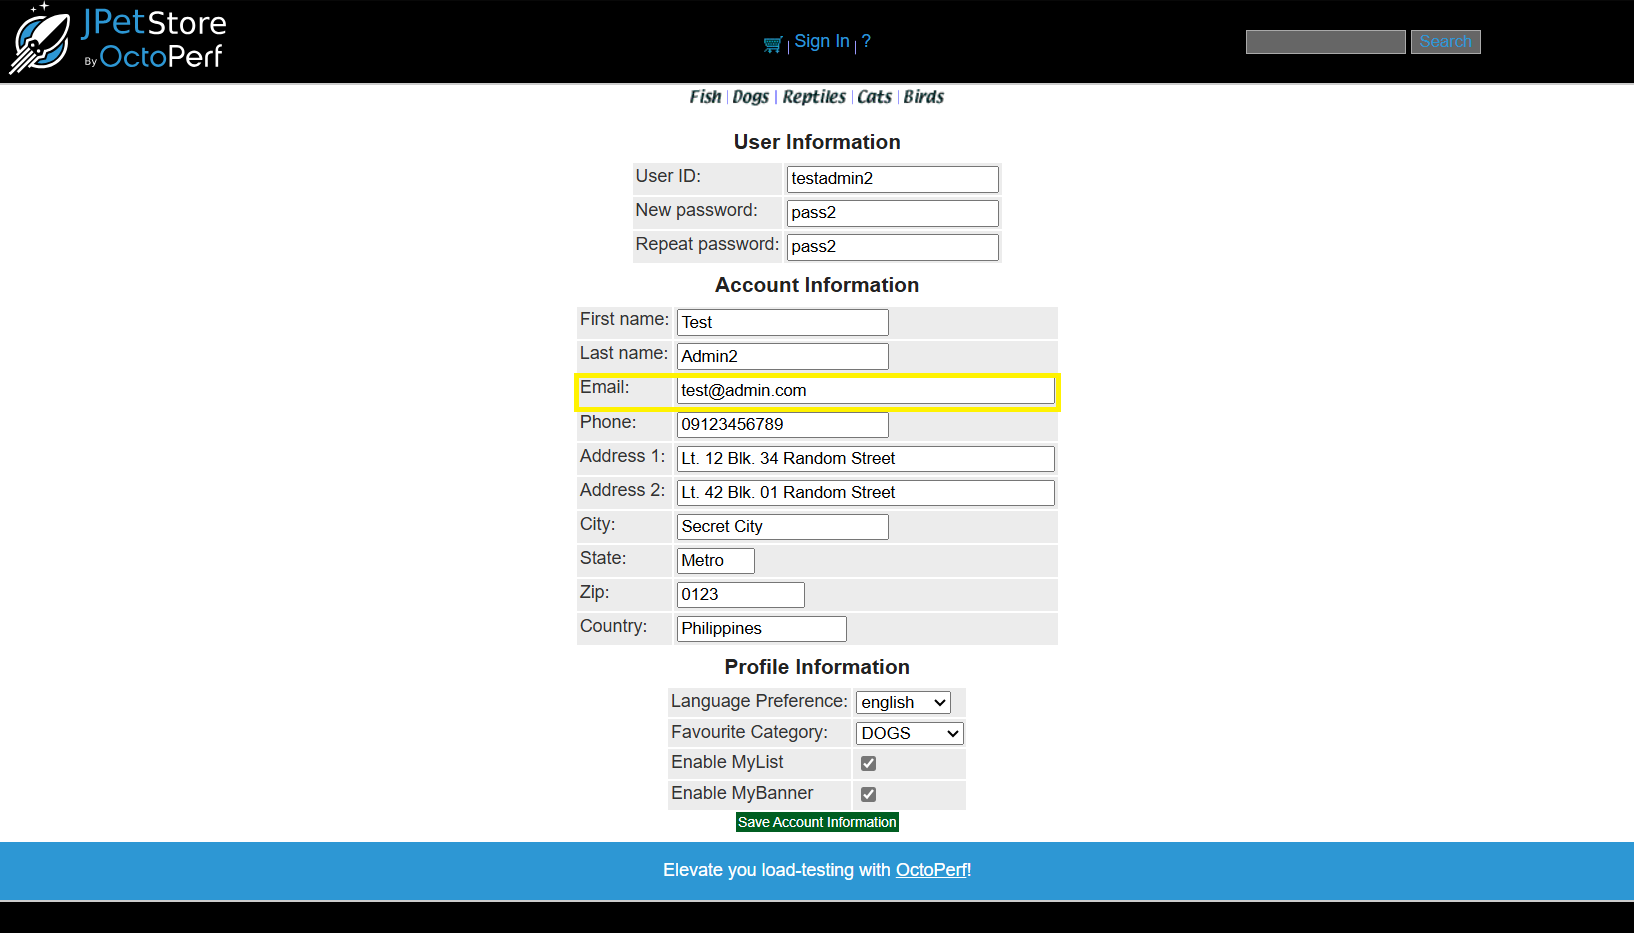 JPetStore
By OctoPerf
Sign In
?
Search
Fish
Dogs
Reptiles
Cats
Birds
User Information
User ID: testadmin2
New password: pass2
Repeat password: pass2
Account Information
First name: Test
Last name: Admin2
Email: test@admin.com
Phone: 09123456789
Address 1: Lt. 12 Blk. 34 Random Street
Address 2: Lt. 42 Blk. 01 Random Street
City: Secret City
State: Metro
Zip: 0123
Country: Philippines
Profile Information
Language Preference: english
Favourite Category: DOGS
Enable MyList
Enable MyBanner
Save Account Information
Elevate you load-testing with OctoPerf!